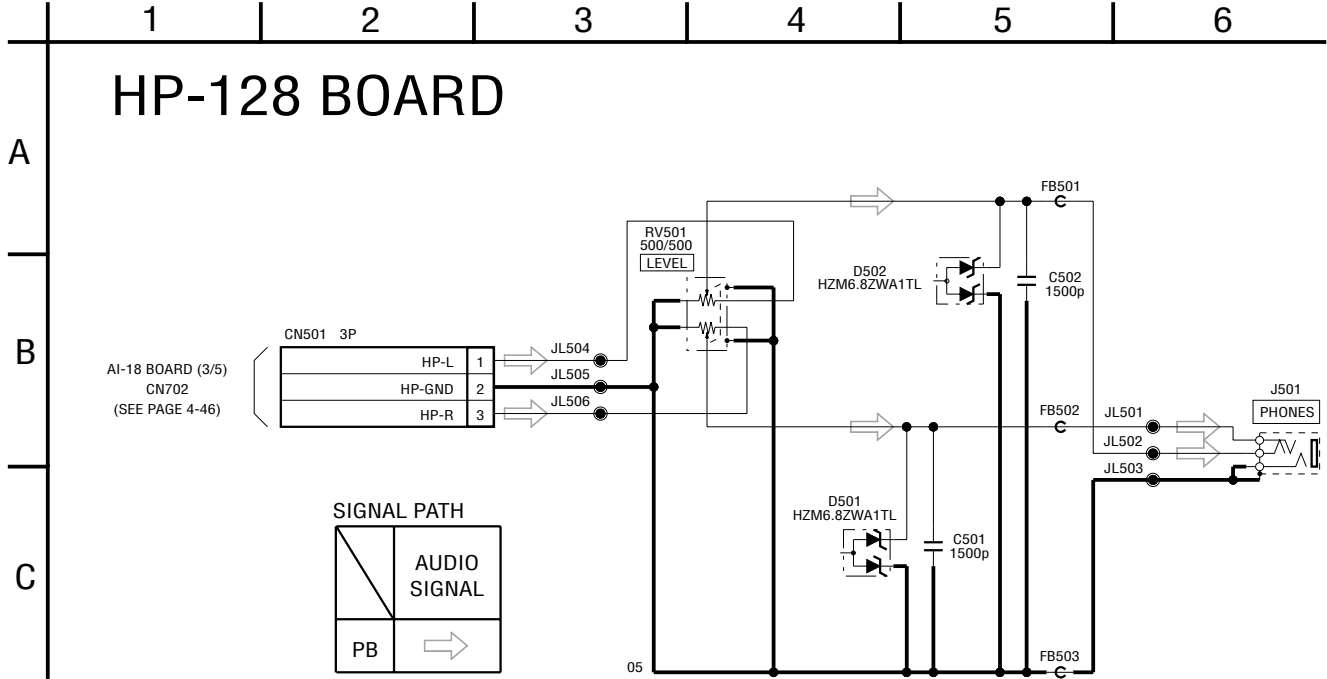 1 2 3 4 5 6
HP-128 BOARD
A
FB501
RV501
500/500
LEVEL
D502
HZM6.8ZWA1TL
C502
1500p
B
CN501 3P
AI-18 BOARD (3/5)
CN702
(SEE PAGE 4-46)
HP-L 1
HP-GND 2
HP-R 3
JL504
JL505
JL506
FB502
JL501
JL502
JL503
J501
PHONES
D501
HZM6.8ZWA1TL
C501
1500p
C
SIGNAL PATH
AUDIO
SIGNAL
PB
05
FB503